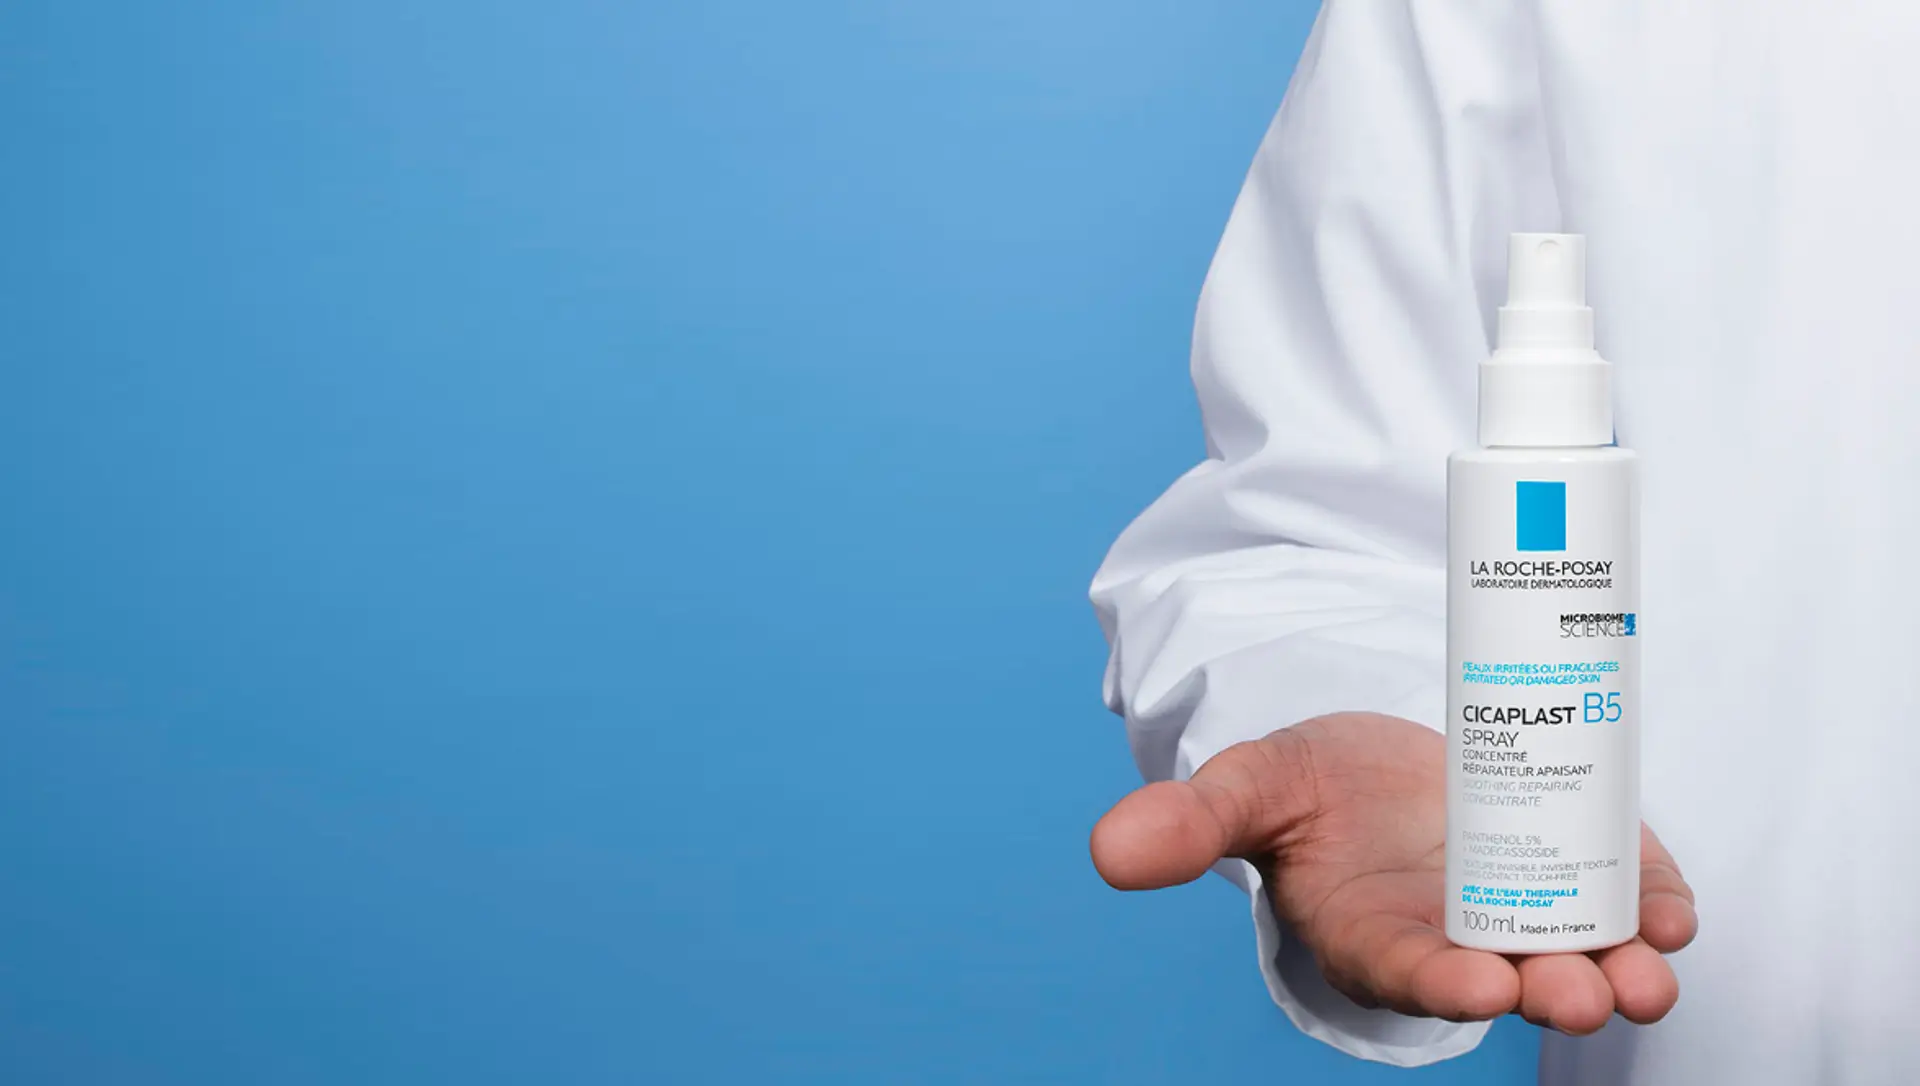 LA ROCHE-POSAY
LABORATOIRE DERMATOLOGIQUE
MICROBIOME
SCIENCE
PEAUX IRRITÉES OU FRAGILISÉES
IRRITATED OR DAMAGED SKIN
CICAPLAST B5
SPRAY
CONCENTRÉ
RÉPARATEUR APAISANT
SOOTHING REPAIRING
CONCENTRATE
PANTHENOL 5%
+ MADECASSOSIDE
TEXTURE INVISIBLE. INVISIBLE TEXTURE
SANS CONTACT. TOUCH-FREE
AVEC DE L'EAU THERMALE
DE LA ROCHE-POSAY
100 ml Made in France